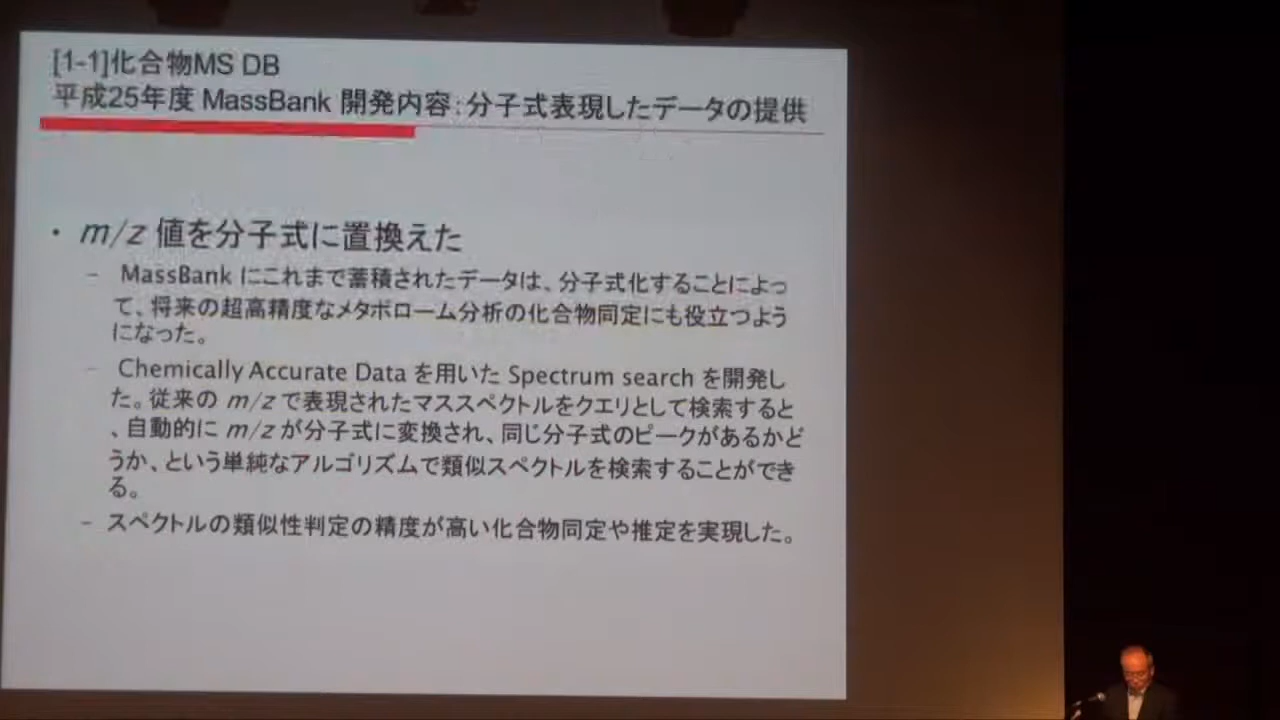 [1-1]化合物MS DB
平成25年度 MassBank 開発内容：分子式表現したデータの提供
・ m/z 値を分子式に置換えた
– MassBank にこれまで蓄積されたデータは、分子式化することによっ
て、将来の超高精度なメタボローム分析の化合物同定にも役立つよう
になった。
– Chemically Accurate Data を用いた Spectrum search を開発し
た。従来の m/z で表現されたマススペクトルをクエリとして検索すると
、自動的に m/z が分子式に変換され、同じ分子式のピークがあるかど
うか、という単純なアルゴリズムで類似スペクトルを検索することができ
る。
– スペクトルの類似性判定の精度が高い化合物同定や推定を実現した。